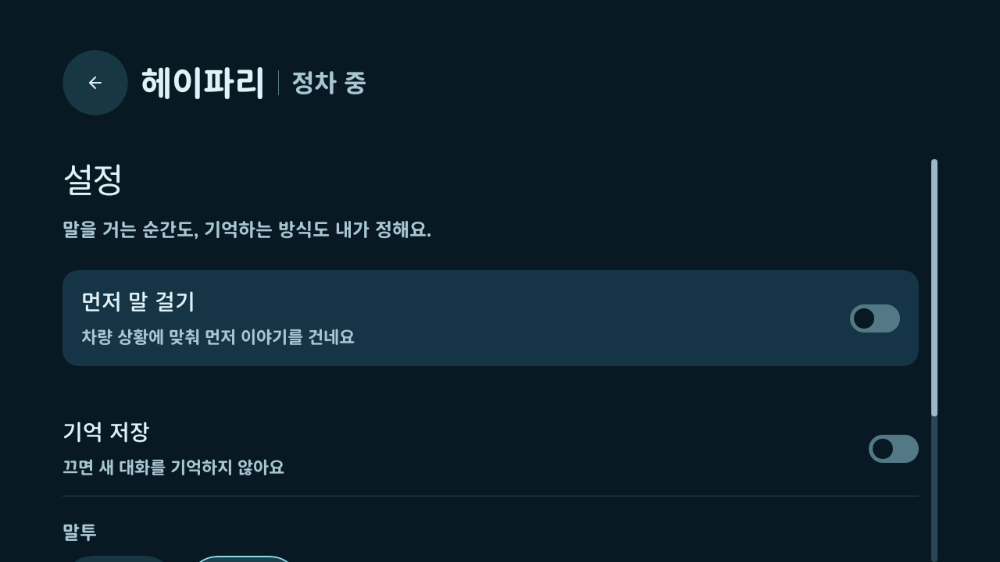 헤이파리
정차 중
설정
말을 거는 순간도, 기억하는 방식도 내가 정해요.
먼저 말 걸기
차량 상황에 맞춰 먼저 이야기를 건네요
기억 저장
끄면 새 대화를 기억하지 않아요
말투